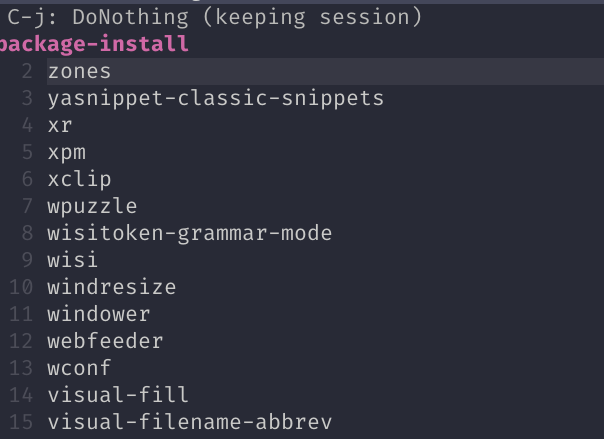 C-j: DoNothing (keeping session)
package-install
2 zones
3 yasnippet-classic-snippets
4 xr
5 xpm
6 xclip
7 wpuzzle
8 wisitoken-grammar-mode
9 wisi
10 windresize
11 windower
12 webfeeder
13 wconf
14 visual-fill
15 visual-filename-abbrev